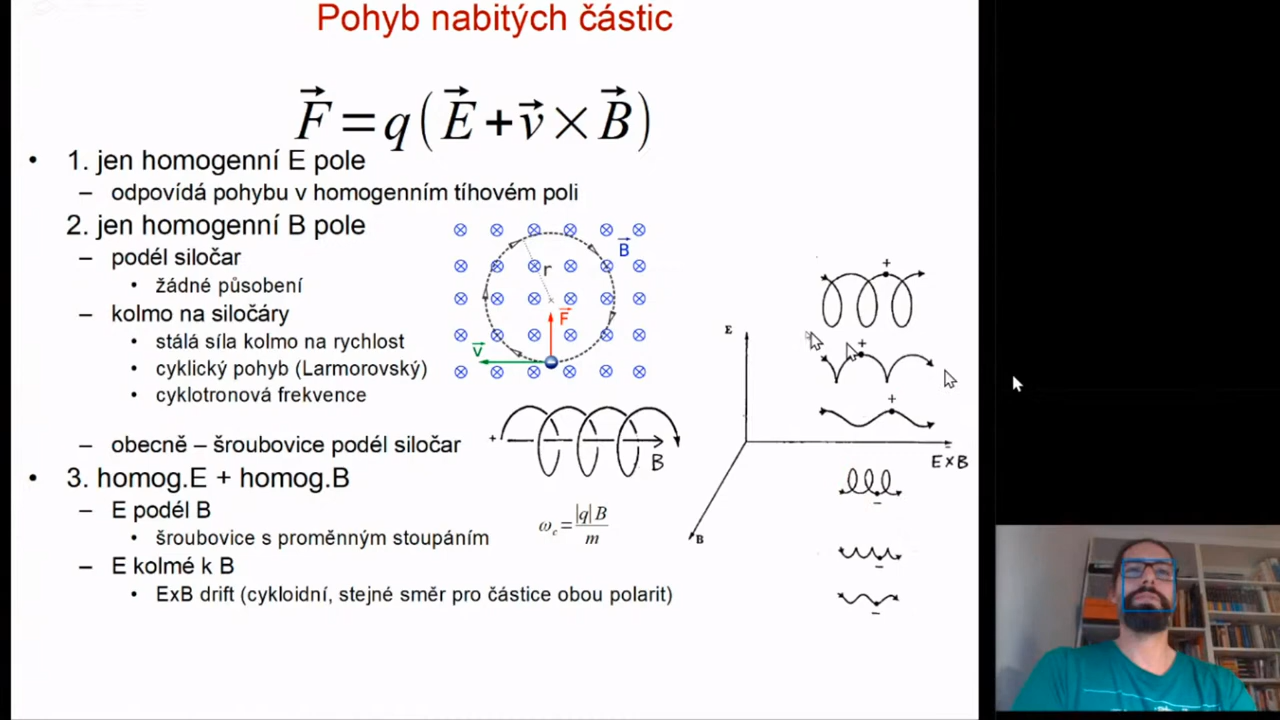 Pohyb nabitých částic
F⃗ = q ( E⃗ + v⃗ × B⃗ )
• 1. jen homogenní E pole
– odpovídá pohybu v homogenním tíhovém poli
2. jen homogenní B pole
– podél siločar
• žádné působení
– kolmo na siločáry
• stálá síla kolmo na rychlost
• cyklický pohyb (Larmorovský)
• cyklotronová frekvence
– obecně – šroubovice podél siločar
• 3. homog.E + homog.B
– E podél B
• šroubovice s proměnným stoupáním
– E kolmé k B
• ExB drift (cykloidní, stejné směr pro částice obou polarit)
B⃗
r
F⃗
v⃗
+
B
ω_c = |q| B / m
E
B
E×B
+
+
+
−
−
−